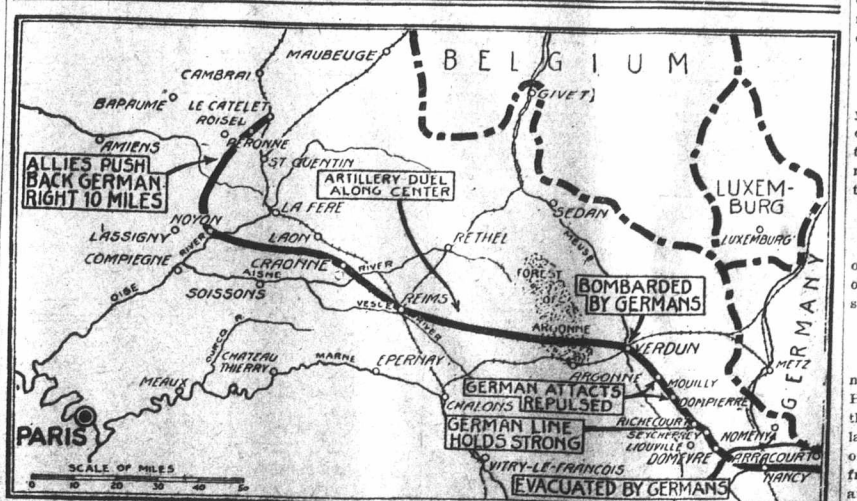 BELGIUM
MAUBEUGE
CAMBRAI
GIVET
BAPAUME
LE CATELET
ROISEL
PERONNE
AMIENS
ST QUENTIN
ALLIES PUSH
BACK GERMAN
RIGHT 10 MILES
ARTILLERY DUEL
ALONG CENTER
LUXEM-
BURG
LUXEMBURG
LA FERE
SEDAN
MEUSE
NOYON
LASSIGNY
LAON
RETHEL
COMPIEGNE
RIVER
OISE
CRAONNE
AISNE
RIVER
SOISSONS
FOREST
OF
ARGONNE
BOMBARDED
BY GERMANS
GERMANY
VESLE
RIVER
REIMS
VERDUN
OURCQ R.
CHATEAU
THIERRY
MARNE
EPERNAY
ARGONNE
METZ
MEAUX
CHALONS
GERMAN ATTACTS
REPULSED
MOUILLY
DOMPIERRE
PARIS
GERMAN LINE
HOLDS STRONG
RICHECOURT
SEYCHEPREY
LIOUVILLE
NOMENY
DOMEVRE
ARRACOURT
VITRY-LE-FRANCOIS
NANCY
EVACUATED BY GERMANS
SCALE OF MILES
0 10 20 30 40 50